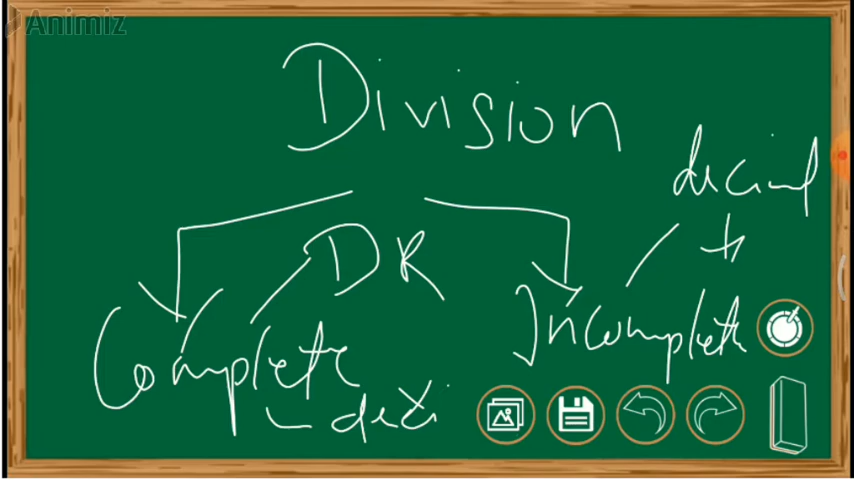 Animiz
Division
decimal
DR
Complete
Incomplete